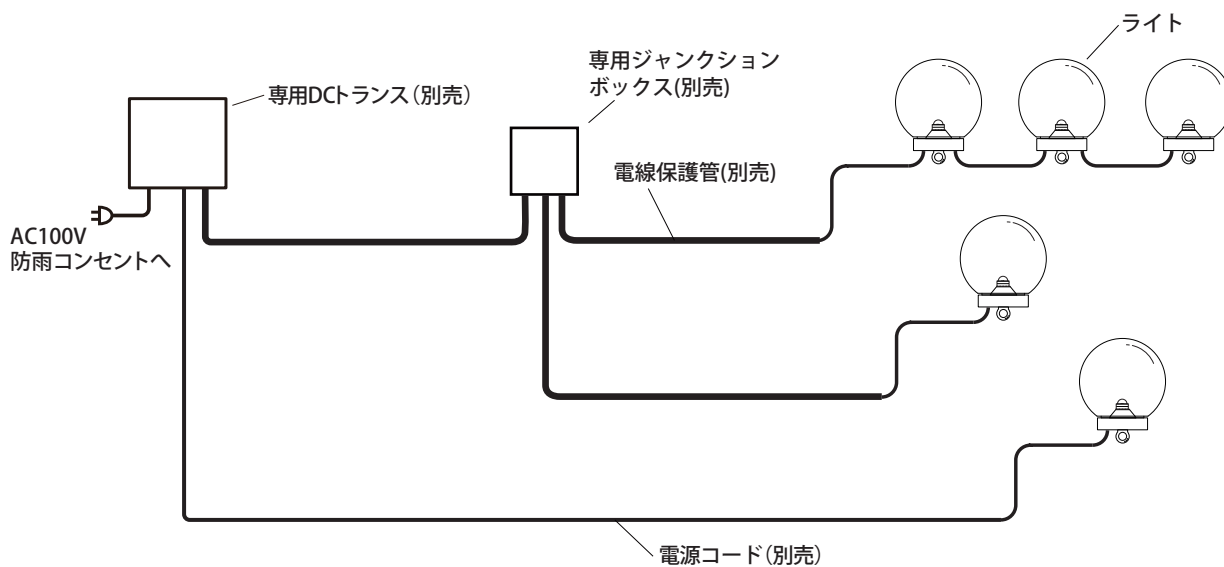 ライト
専用ジャンクション
ボックス(別売)
専用DCトランス（別売）
電線保護管(別売)
AC100V
防雨コンセントへ
電源コード（別売）